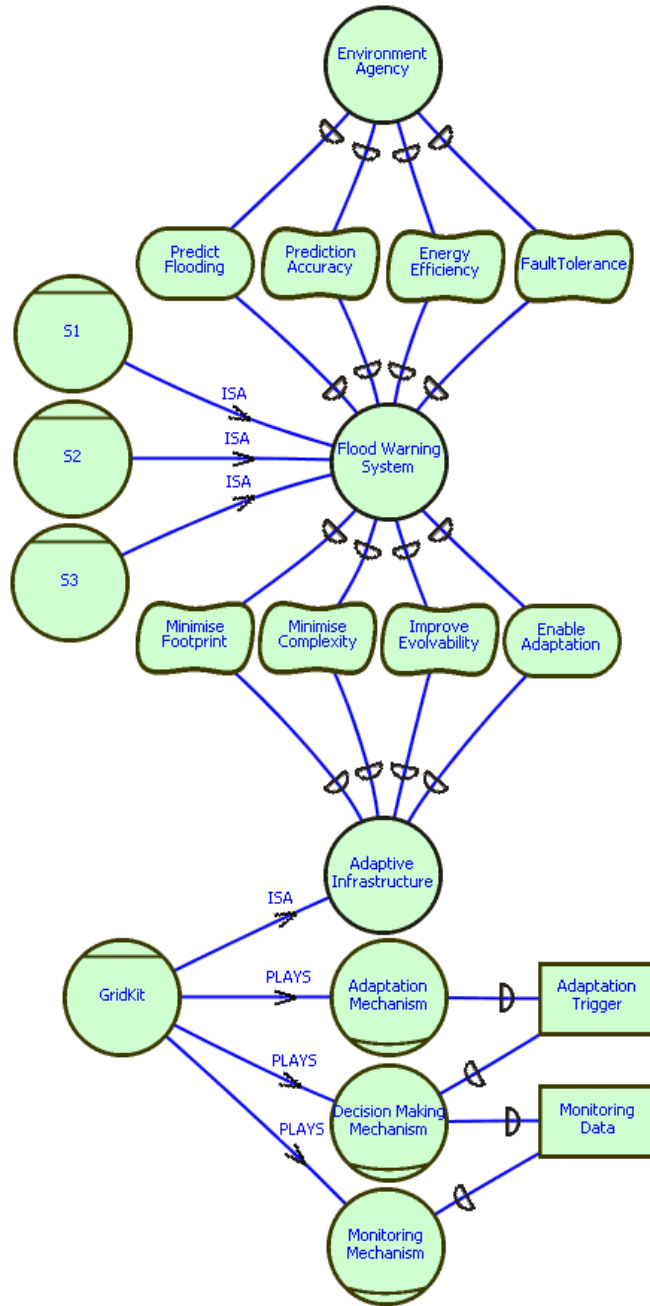 Environment
Agency
Predict
Flooding
Prediction
Accuracy
Energy
Efficiency
FaultTolerance
S1
ISA
S2
ISA
Flood Warning
System
ISA
S3
Minimise
Footprint
Minimise
Complexity
Improve
Evolvability
Enable
Adaptation
Adaptive
Infrastructure
ISA
GridKit
PLAYS
Adaptation
Mechanism
Adaptation
Trigger
PLAYS
Decision Making
Mechanism
Monitoring
Data
PLAYS
Monitoring
Mechanism